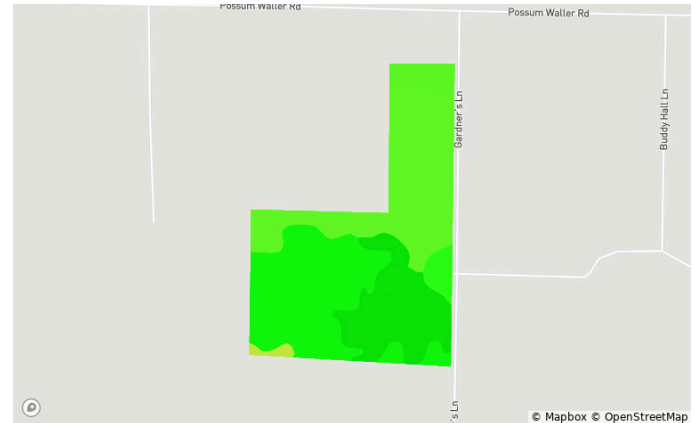 Possum Waller Rd
Possum Waller Rd
Gardner's Ln
Buddy Hall Ln
's Ln
© Mapbox © OpenStreetMap